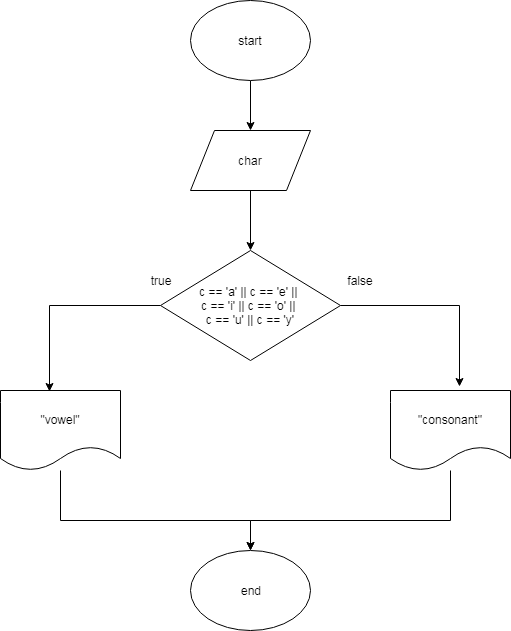 start
char
true
false
c == 'a' || c == 'e' ||
c == 'i' || c == 'o' ||
c == 'u' || c == 'y'
"vowel"
"consonant"
end